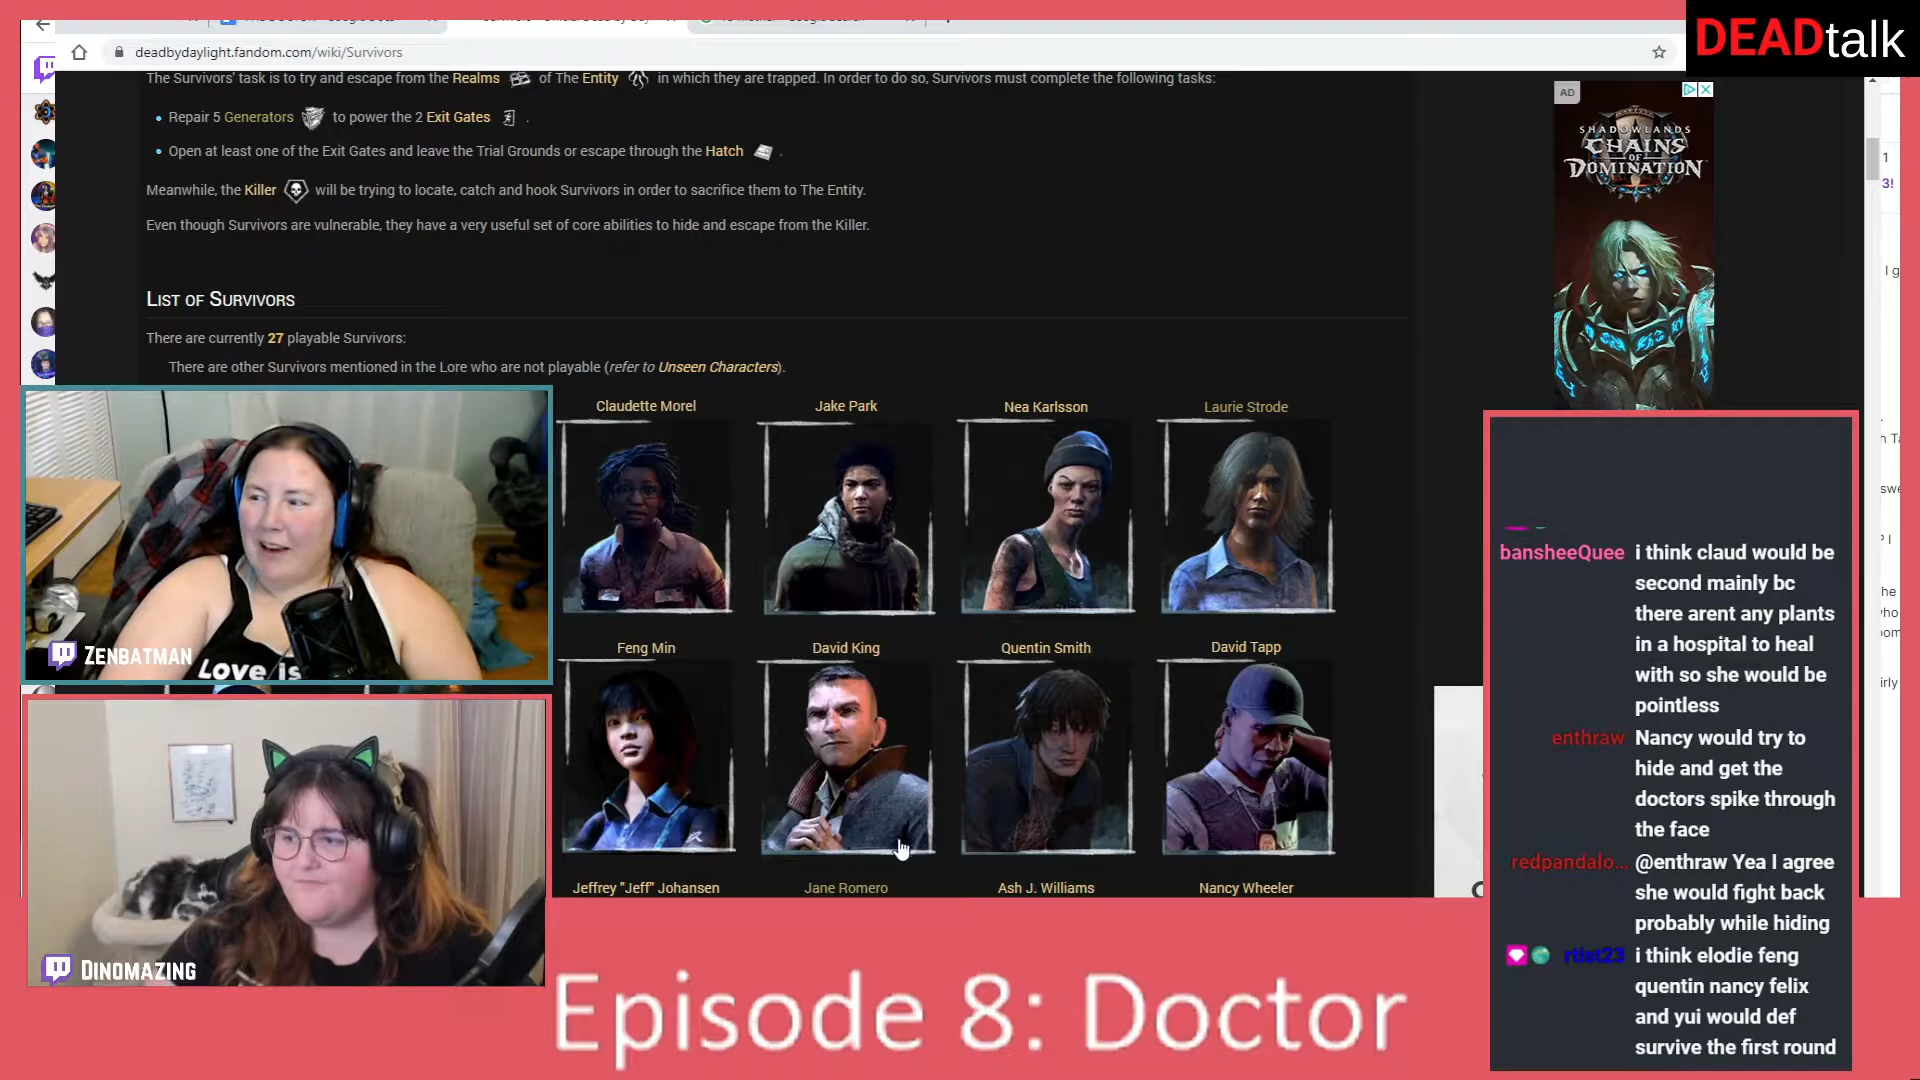 DEADtalk
deadbydaylight.fandom.com/wiki/Survivors
The Survivors' task is to try and escape from the Realms of The Entity in which they are trapped. In order to do so, Survivors must complete the following tasks:
Repair 5 Generators to power the 2 Exit Gates .
Open at least one of the Exit Gates and leave the Trial Grounds or escape through the Hatch .
Meanwhile, the Killer will be trying to locate, catch and hook Survivors in order to sacrifice them to The Entity.
Even though Survivors are vulnerable, they have a very useful set of core abilities to hide and escape from the Killer.
List of Survivors
There are currently 27 playable Survivors:
There are other Survivors mentioned in the Lore who are not playable (refer to Unseen Characters).
Claudette Morel
Jake Park
Nea Karlsson
Laurie Strode
Feng Min
David King
Quentin Smith
David Tapp
Jeffrey "Jeff" Johansen
Jane Romero
Ash J. Williams
Nancy Wheeler
AD
SHADOWLANDS
CHAINS
OF
DOMINATION
1
3!
I g
Zenbatman
Love is
Dinomazing
bansheeQuee i think claud would be
second mainly bc
there arent any plants
in a hospital to heal
with so she would be
pointless
enthraw Nancy would try to
hide and get the
doctors spike through
the face
redpandalo... @enthraw Yea I agree
she would fight back
probably while hiding
rtist23 i think elodie feng
quentin nancy felix
and yui would def
survive the first round
Episode 8: Doctor